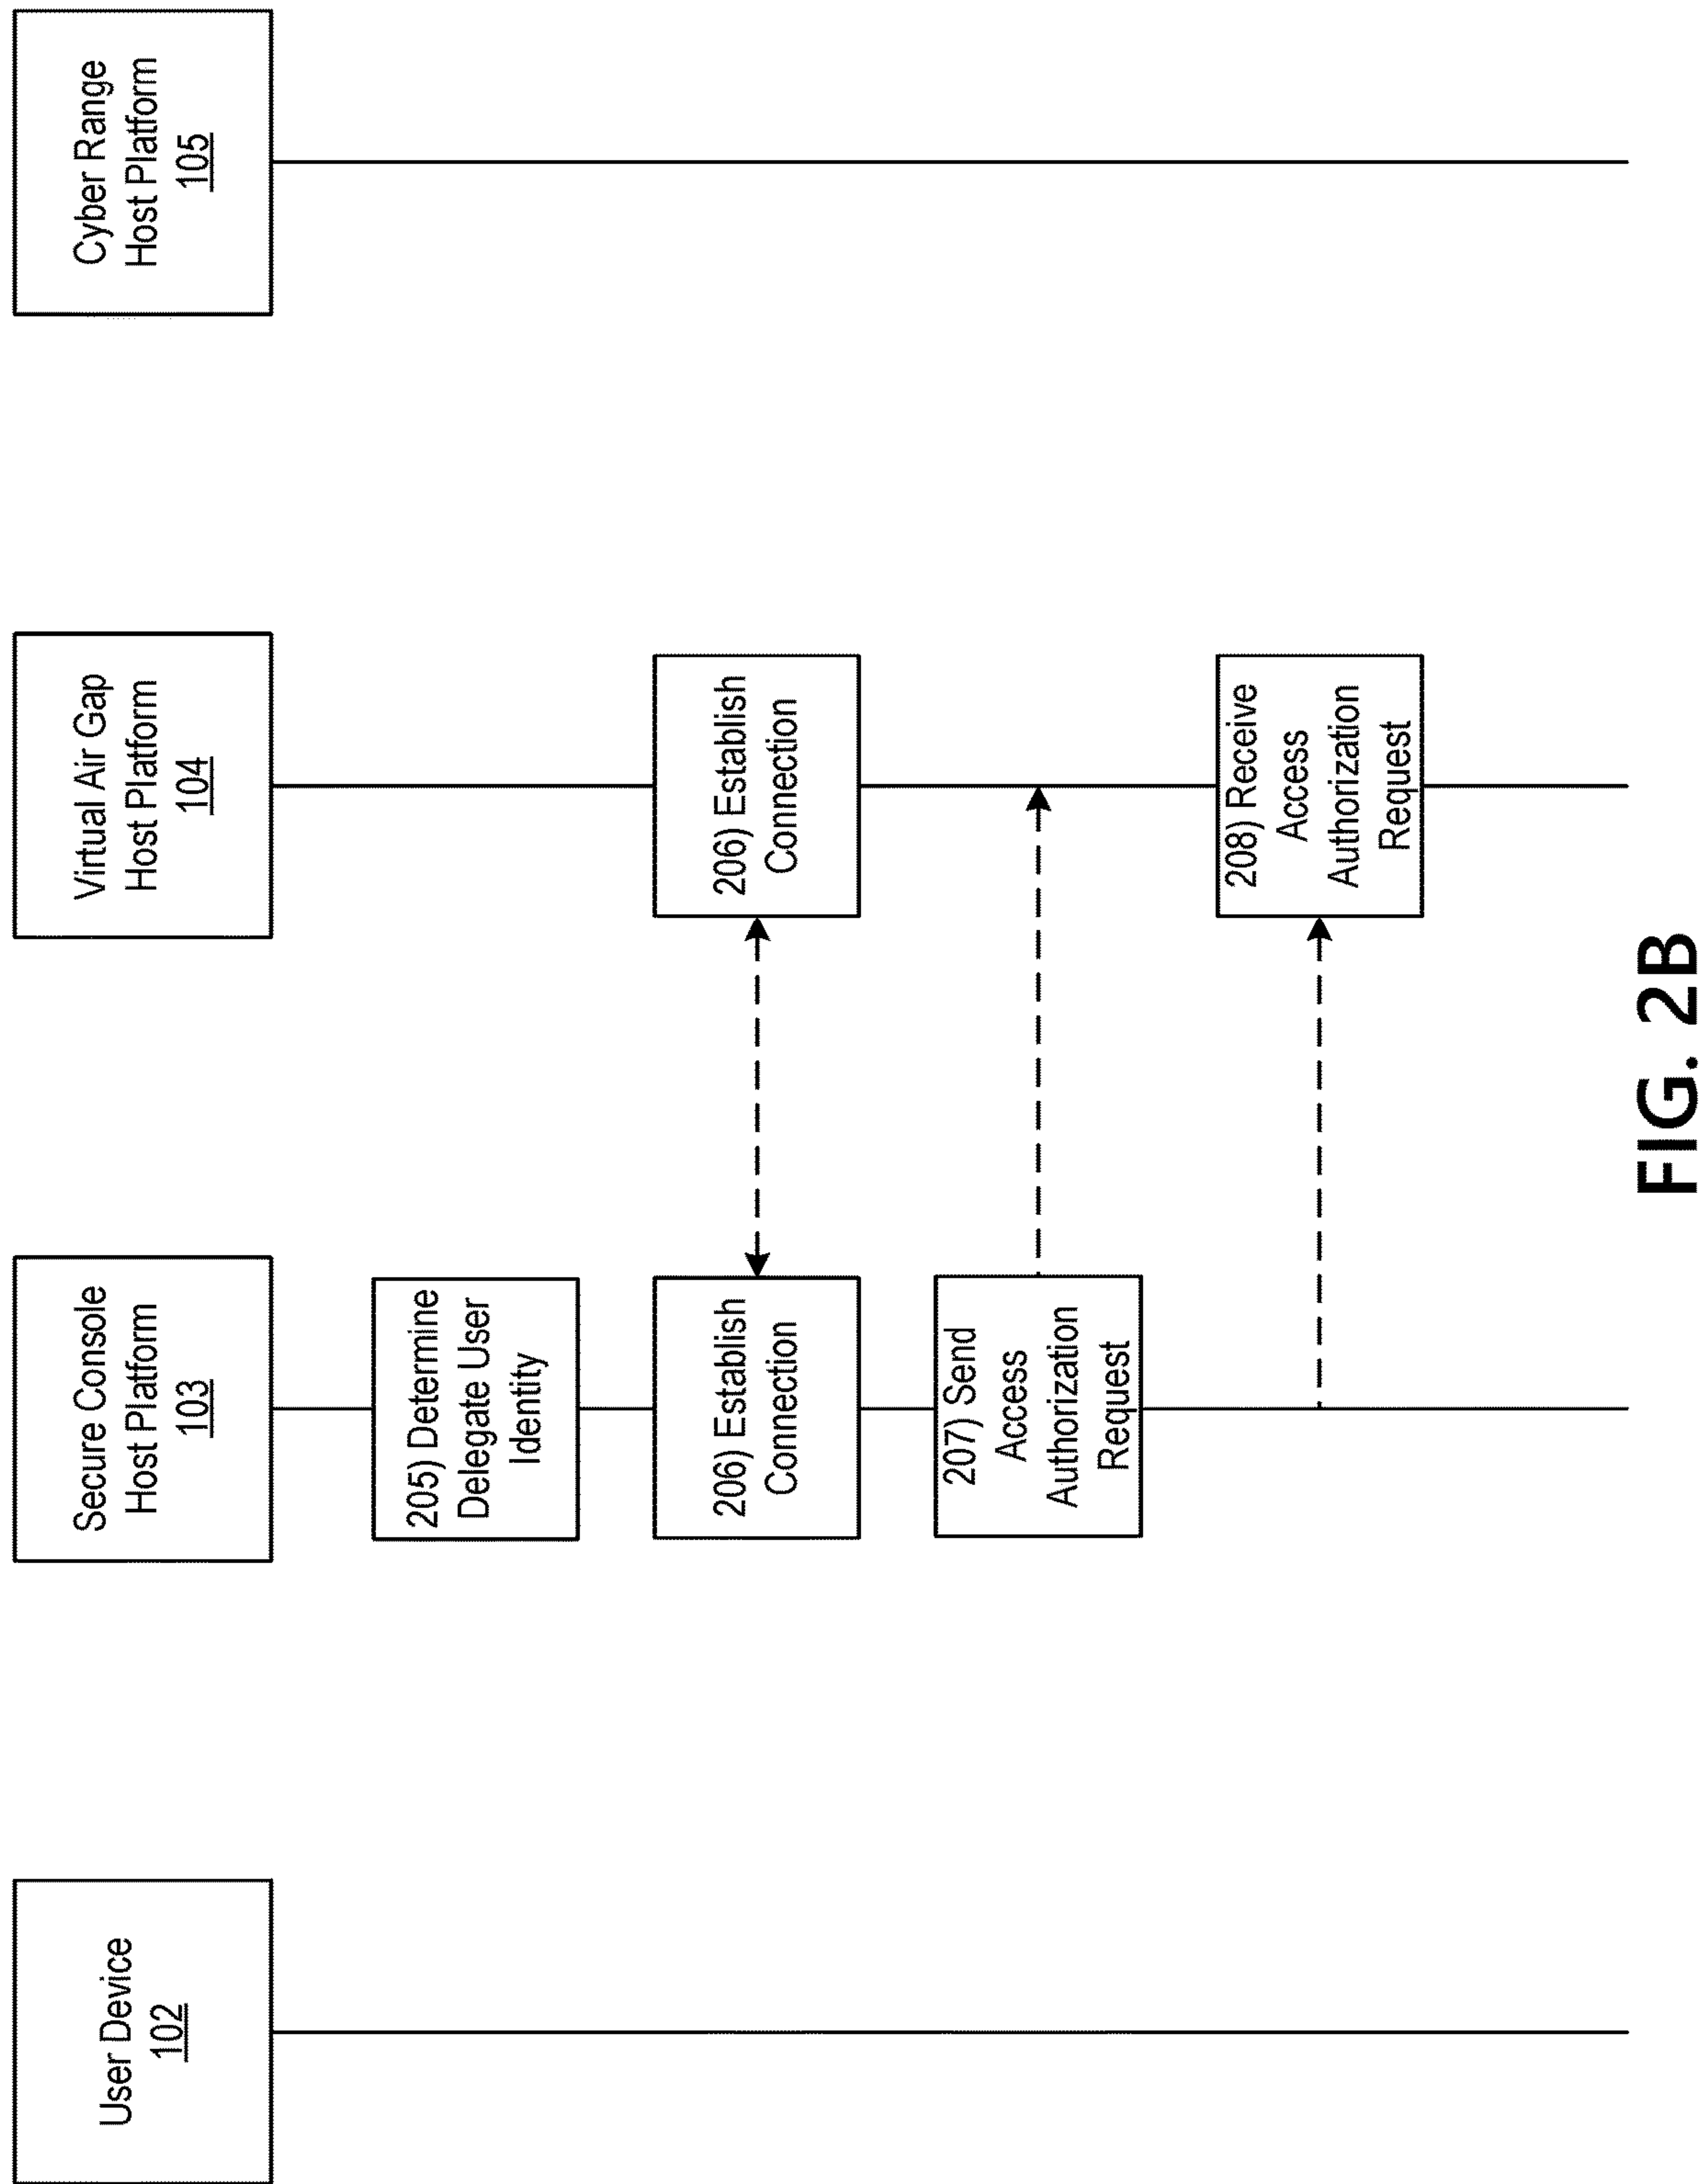 User Device
102
Secure Console
Host Platform
103
Virtual Air Gap
Host Platform
104
Cyber Range
Host Platform
105
205) Determine
Delegate User
Identity
206) Establish
Connection
206) Establish
Connection
207) Send
Access
Authorization
Request
208) Receive
Access
Authorization
Request
FIG. 2B